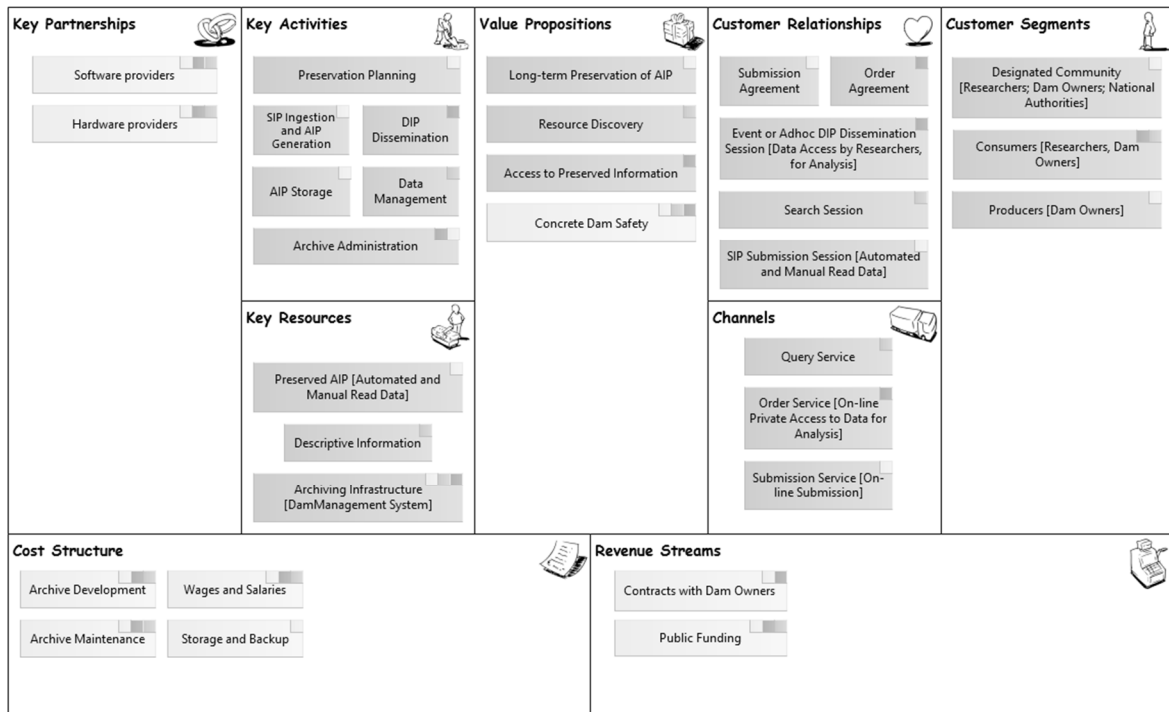 Key Partnerships
Software providers
Hardware providers
Key Activities
Preservation Planning
SIP Ingestion
and AIP
Generation
DIP
Dissemination
AIP Storage
Data
Management
Archive Administration
Key Resources
Preserved AIP [Automated and
Manual Read Data]
Descriptive Information
Archiving Infrastructure
[DamManagement System]
Value Propositions
Long-term Preservation of AIP
Resource Discovery
Access to Preserved Information
Concrete Dam Safety
Customer Relationships
Submission
Agreement
Order
Agreement
Event or Adhoc DIP Dissemination
Session [Data Access by Researchers,
for Analysis]
Search Session
SIP Submission Session [Automated
and Manual Read Data]
Channels
Query Service
Order Service [On-line
Private Access to Data for
Analysis]
Submission Service [On-
line Submission]
Customer Segments
Designated Community
[Researchers; Dam Owners; National
Authorities]
Consumers [Researchers, Dam
Owners]
Producers [Dam Owners]
Cost Structure
Archive Development
Wages and Salaries
Archive Maintenance
Storage and Backup
Revenue Streams
Contracts with Dam Owners
Public Funding